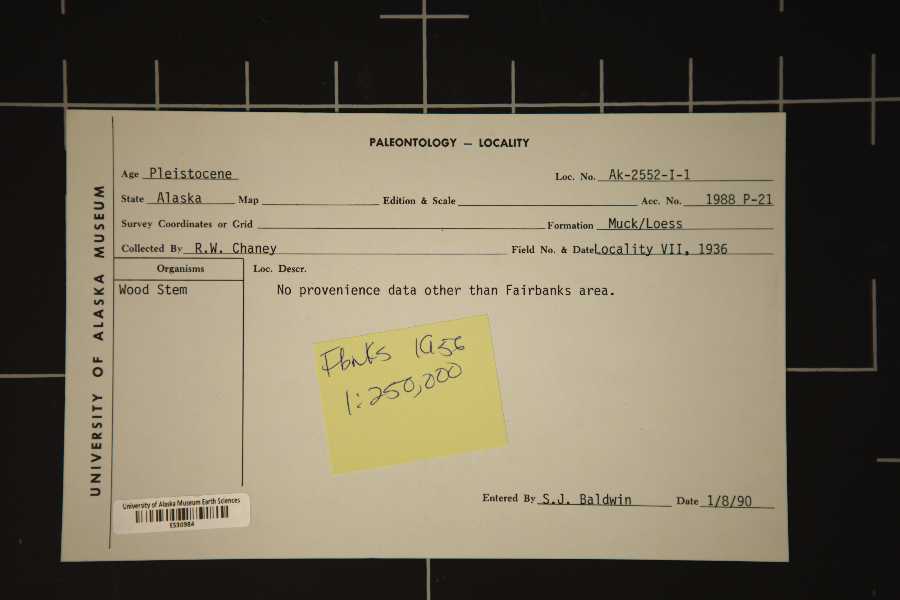 PALEONTOLOGY — LOCALITY
Age Pleistocene Loc. No. Ak-2552-I-1
State Alaska Map Edition & Scale Acc. No. 1988 P-21
Survey Coordinates or Grid Formation Muck/Loess
Collected By R.W. Chaney Field No. & Date Locality VII, 1936
Organisms Loc. Descr.
Wood Stem No provenience data other than Fairbanks area.
Fbnks 1956
1:250,000
Entered By S.J. Baldwin Date 1/8/90
UNIVERSITY OF ALASKA MUSEUM
University of Alaska Museum Earth Sciences
ES30984